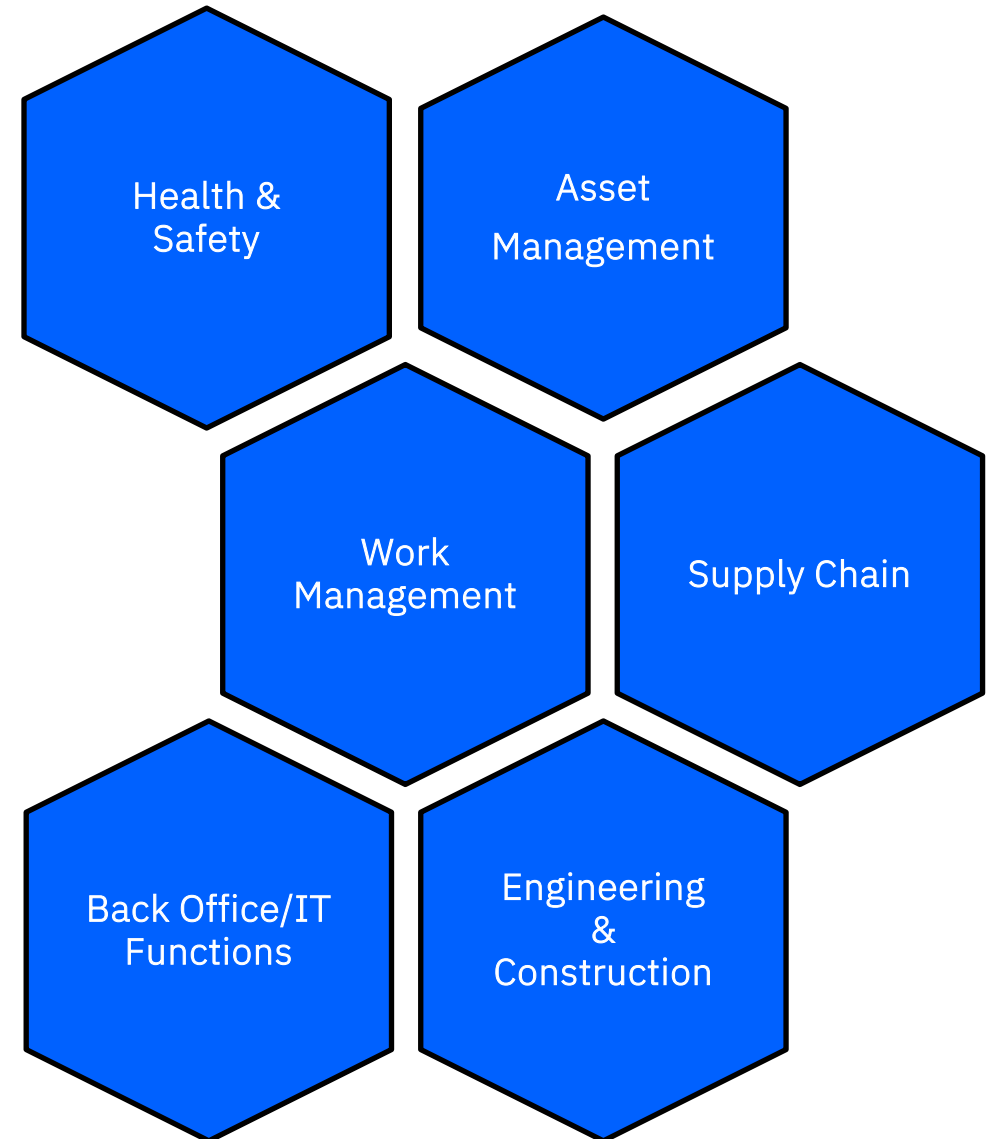 Health &
Safety
Asset
Management
Work
Management
Supply Chain
Back Office/IT
Functions
Engineering
&
Construction